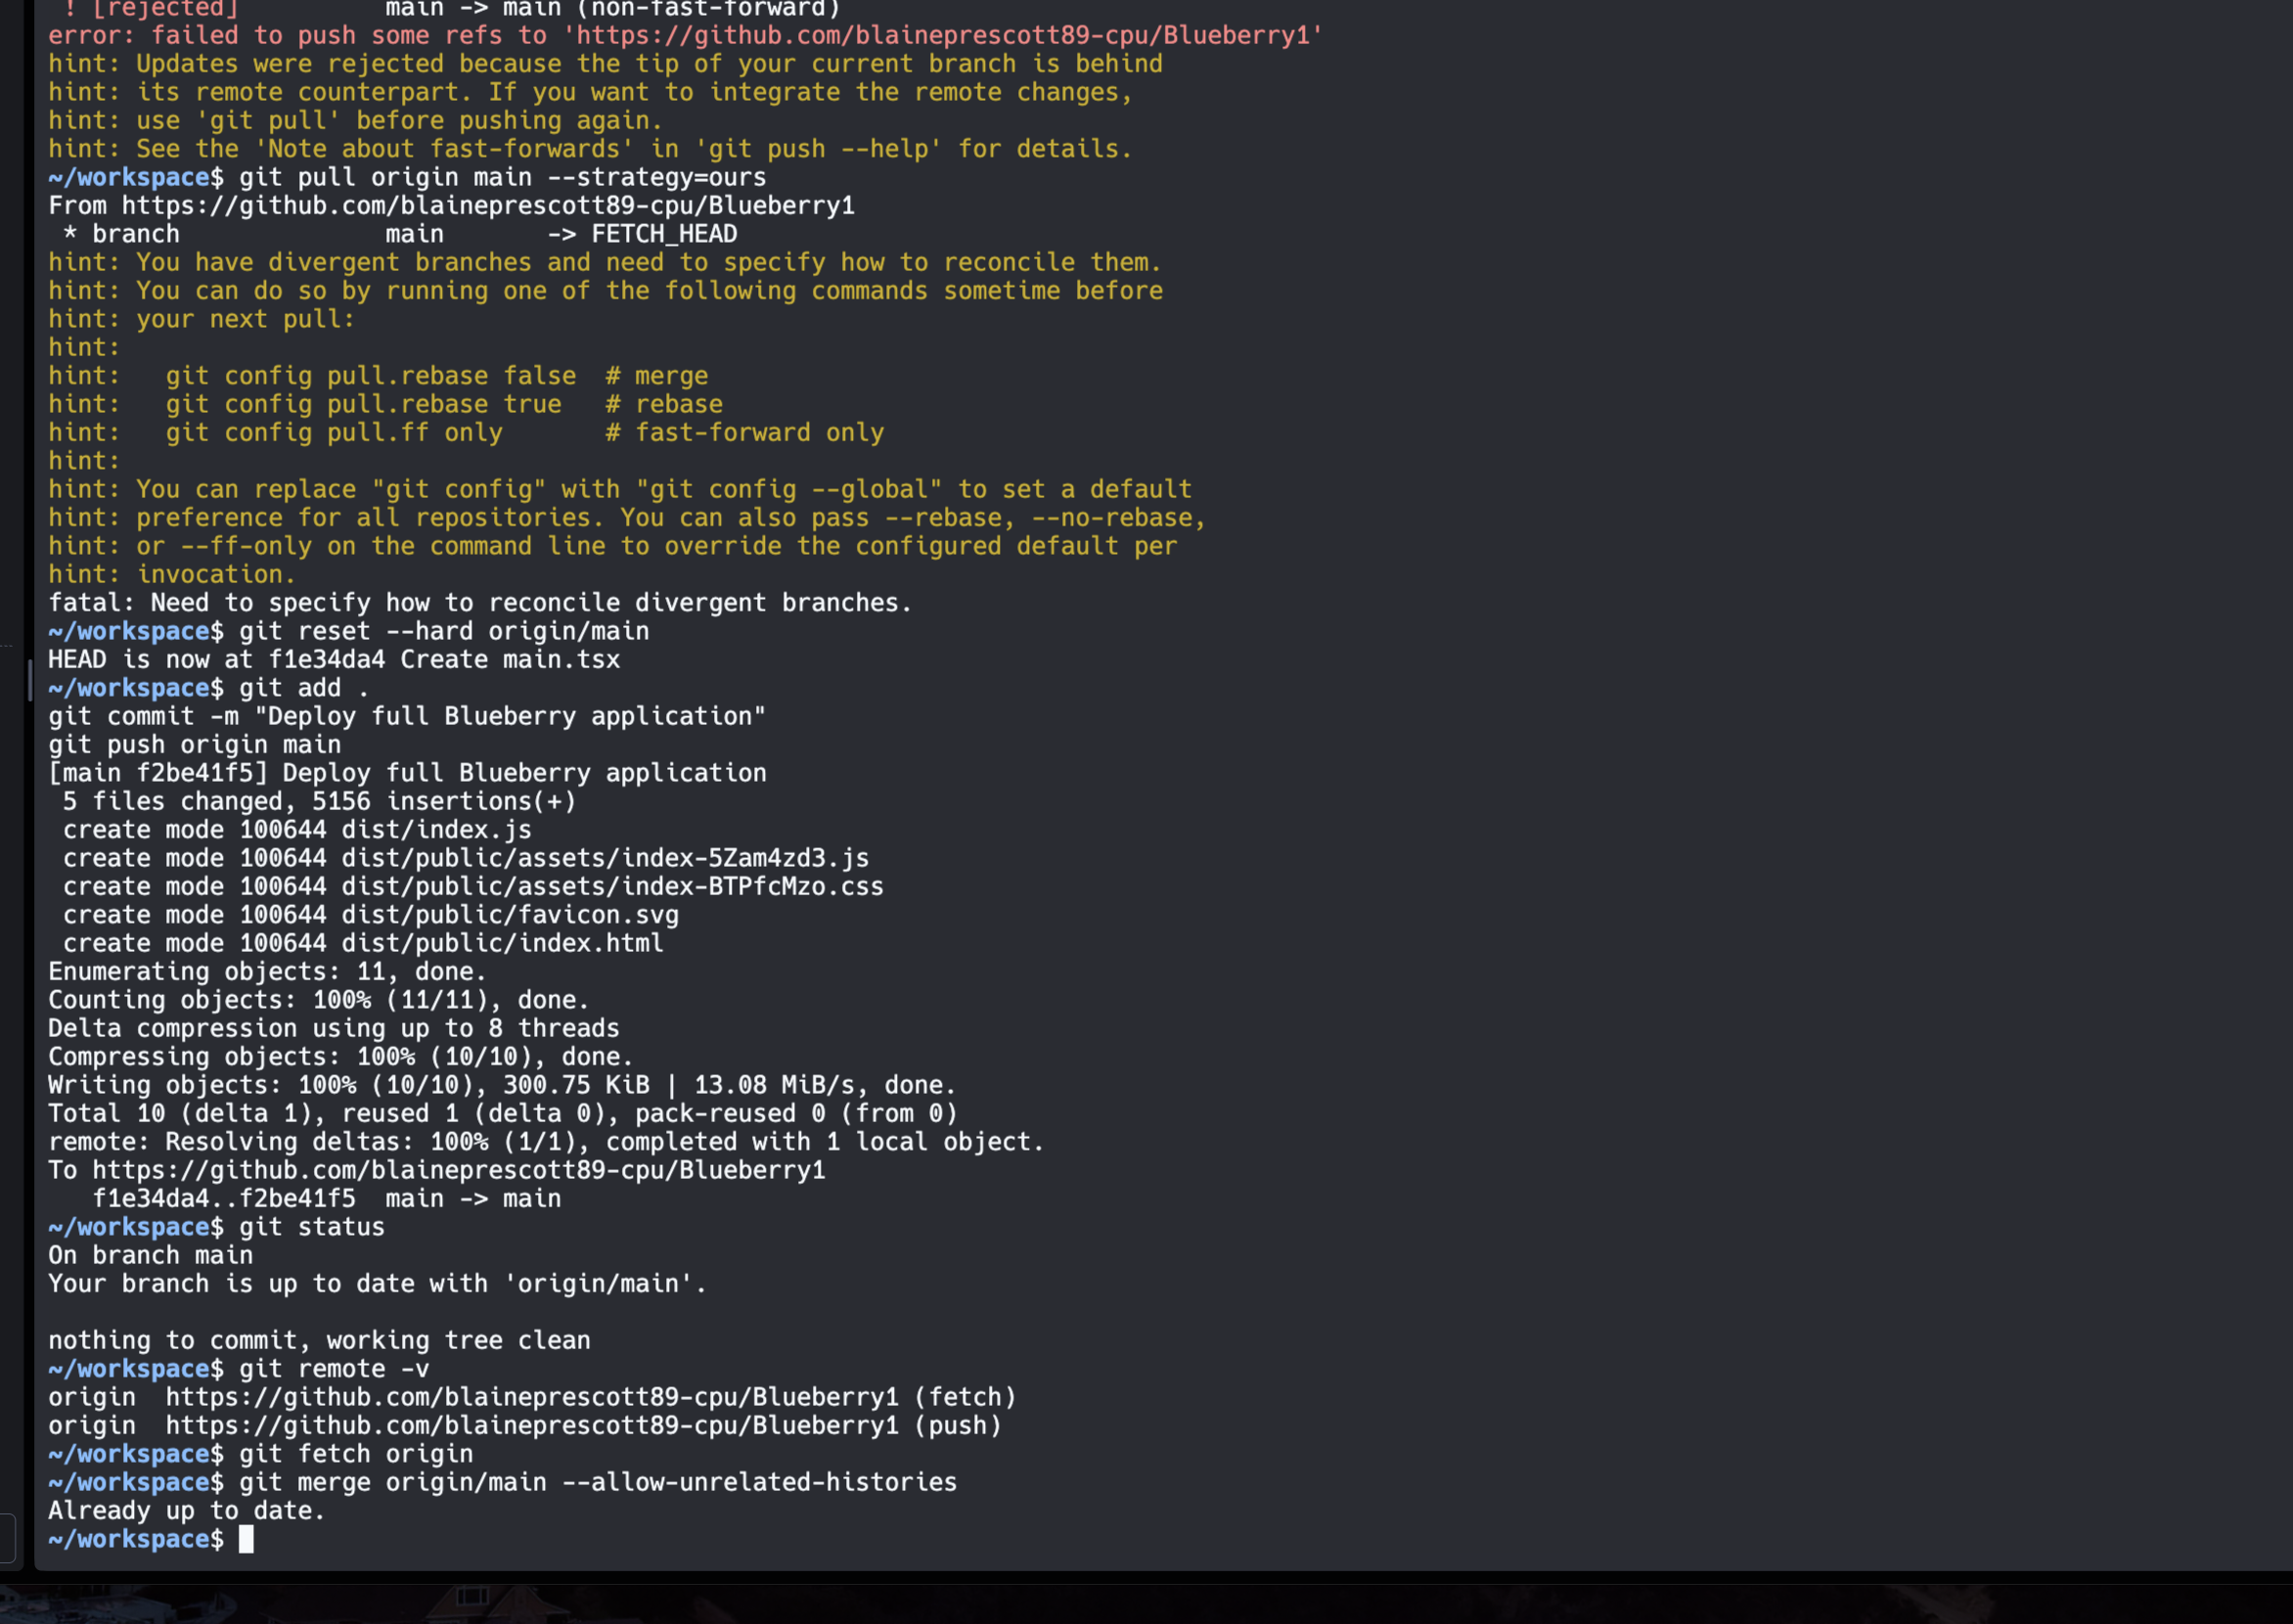 ! [rejected]          main -> main (non-fast-forward)
error: failed to push some refs to 'https://github.com/blaineprescott89-cpu/Blueberry1'
hint: Updates were rejected because the tip of your current branch is behind
hint: its remote counterpart. If you want to integrate the remote changes,
hint: use 'git pull' before pushing again.
hint: See the 'Note about fast-forwards' in 'git push --help' for details.
~/workspace$ git pull origin main --strategy=ours
From https://github.com/blaineprescott89-cpu/Blueberry1
 * branch              main       -> FETCH_HEAD
hint: You have divergent branches and need to specify how to reconcile them.
hint: You can do so by running one of the following commands sometime before
hint: your next pull:
hint:
hint:   git config pull.rebase false  # merge
hint:   git config pull.rebase true   # rebase
hint:   git config pull.ff only       # fast-forward only
hint:
hint: You can replace "git config" with "git config --global" to set a default
hint: preference for all repositories. You can also pass --rebase, --no-rebase,
hint: or --ff-only on the command line to override the configured default per
hint: invocation.
fatal: Need to specify how to reconcile divergent branches.
~/workspace$ git reset --hard origin/main
HEAD is now at f1e34da4 Create main.tsx
~/workspace$ git add .
git commit -m "Deploy full Blueberry application"
git push origin main
[main f2be41f5] Deploy full Blueberry application
 5 files changed, 5156 insertions(+)
 create mode 100644 dist/index.js
 create mode 100644 dist/public/assets/index-5Zam4zd3.js
 create mode 100644 dist/public/assets/index-BTPfcMzo.css
 create mode 100644 dist/public/favicon.svg
 create mode 100644 dist/public/index.html
Enumerating objects: 11, done.
Counting objects: 100% (11/11), done.
Delta compression using up to 8 threads
Compressing objects: 100% (10/10), done.
Writing objects: 100% (10/10), 300.75 KiB | 13.08 MiB/s, done.
Total 10 (delta 1), reused 1 (delta 0), pack-reused 0 (from 0)
remote: Resolving deltas: 100% (1/1), completed with 1 local object.
To https://github.com/blaineprescott89-cpu/Blueberry1
   f1e34da4..f2be41f5  main -> main
~/workspace$ git status
On branch main
Your branch is up to date with 'origin/main'.

nothing to commit, working tree clean
~/workspace$ git remote -v
origin  https://github.com/blaineprescott89-cpu/Blueberry1 (fetch)
origin  https://github.com/blaineprescott89-cpu/Blueberry1 (push)
~/workspace$ git fetch origin
~/workspace$ git merge origin/main --allow-unrelated-histories
Already up to date.
~/workspace$